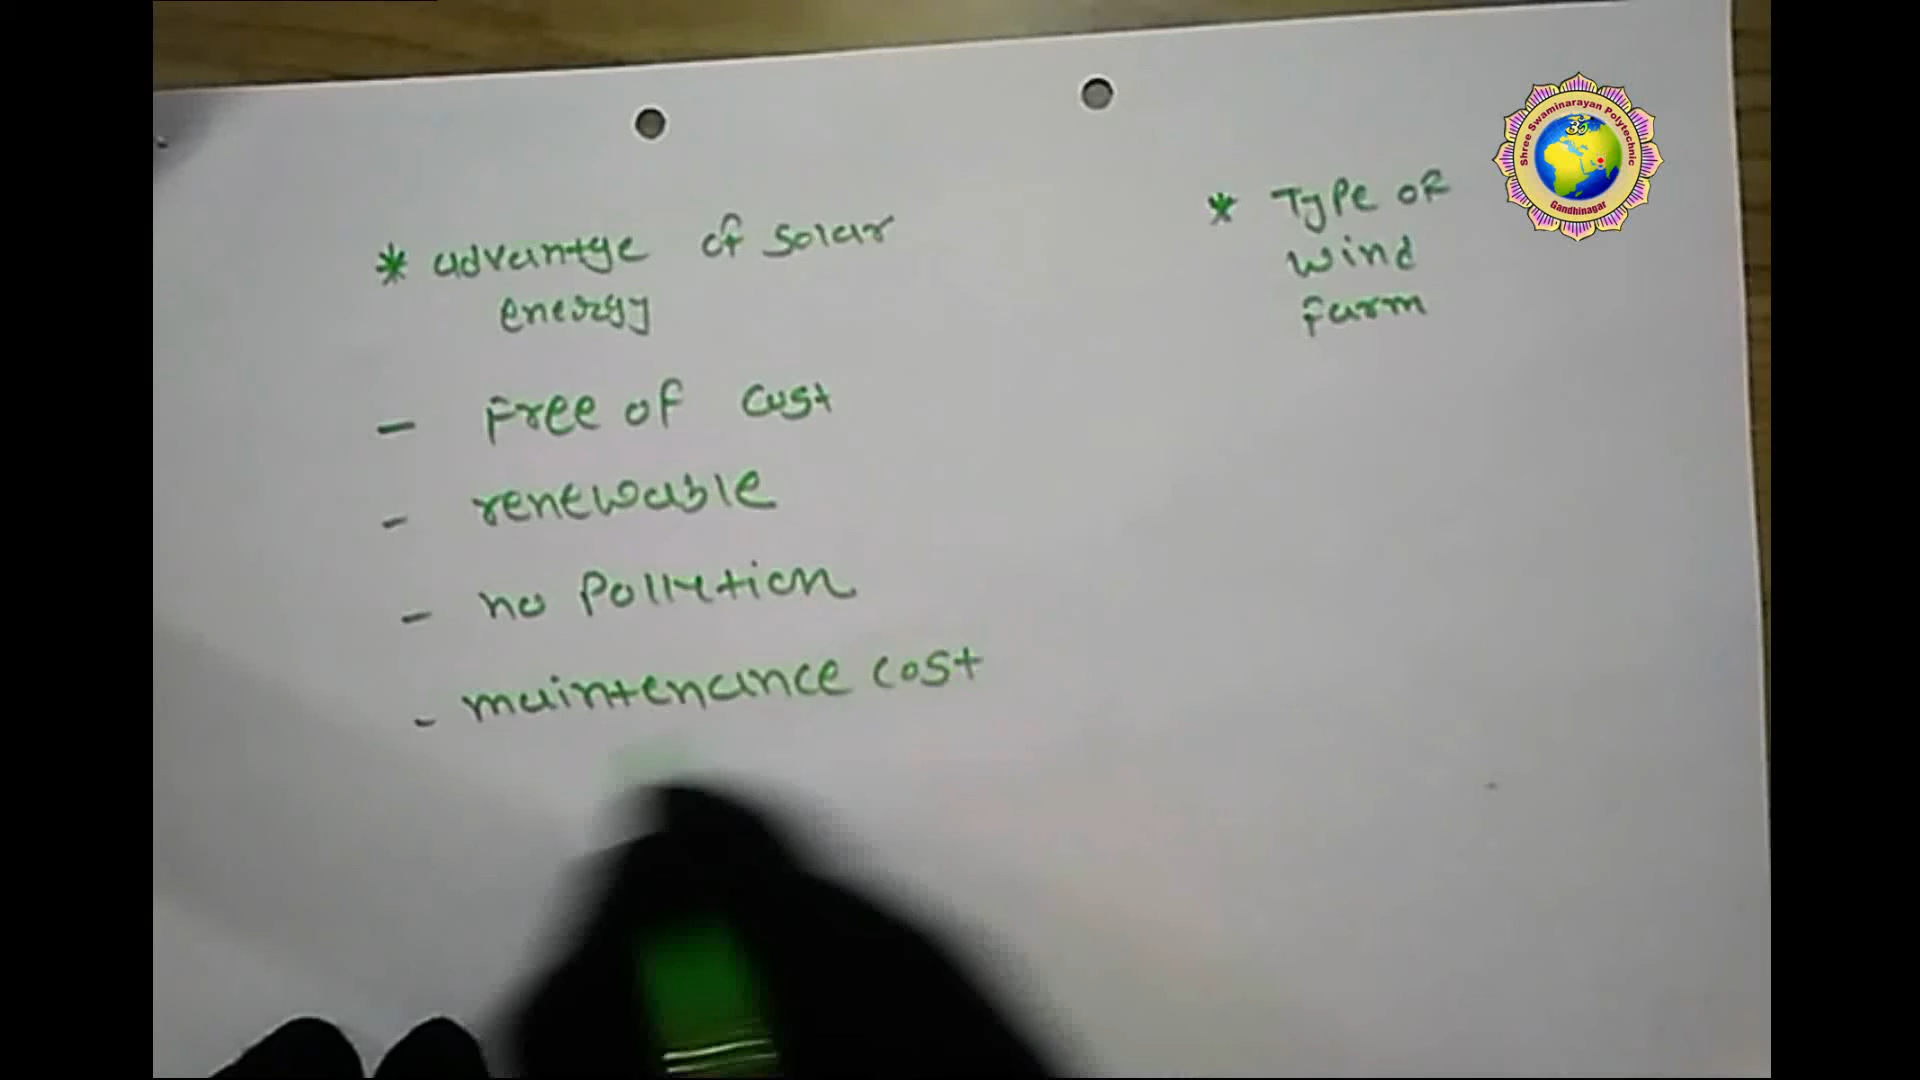 * advantge of solar
energy
- Free of cost
- renewable
- no pollution
- maintenance cost
* Type of
wind
farm
Shree Swaminarayan Polytechnic
ॐ
Gandhinagar